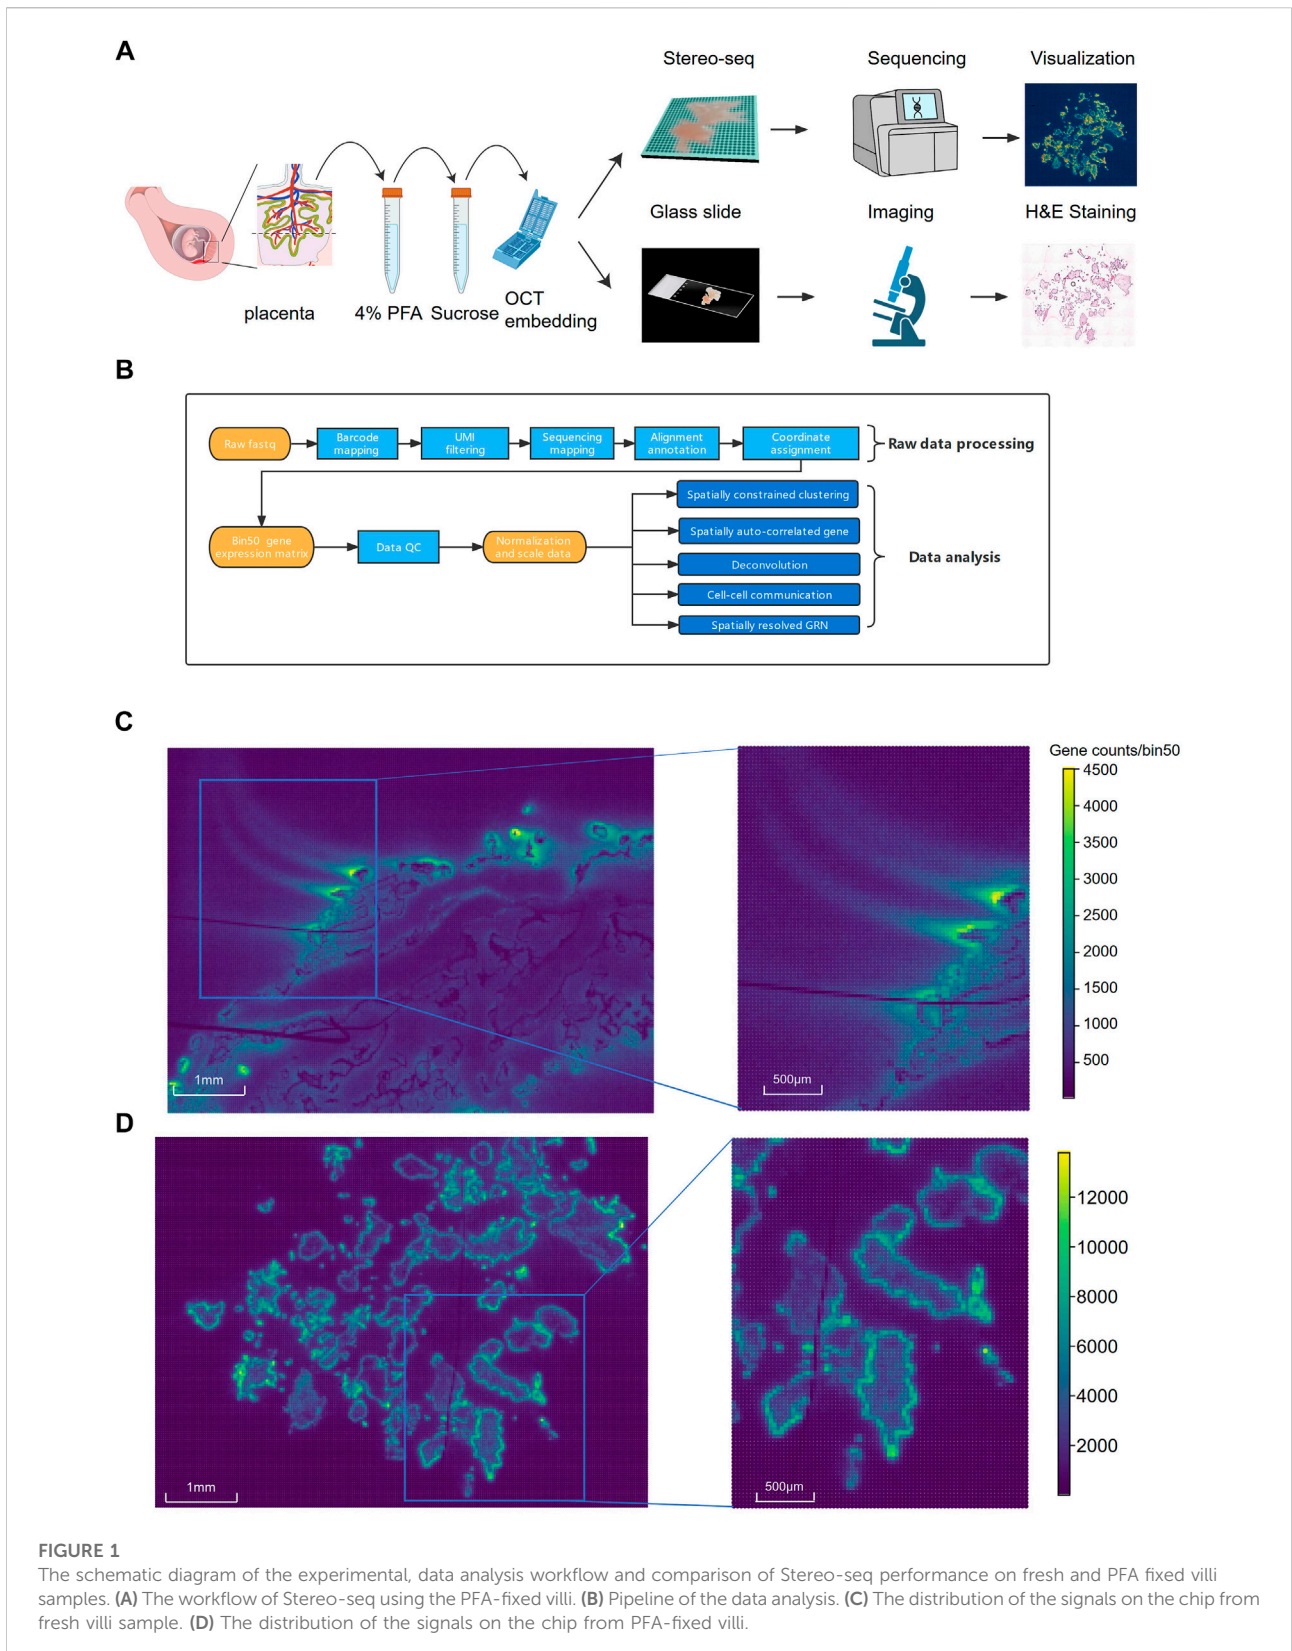 A
Stereo-seq
Sequencing
Visualization
Glass slide
Imaging
H&E Staining
placenta
4% PFA
Sucrose
OCT
embedding
B
Raw fastq
Barcode
mapping
UMI
filtering
Sequencing
mapping
Alignment
annotation
Coordinate
assignment
Raw data processing
Bin50 gene
expression matrix
Data QC
Normalization
and scale data
Spatially constrained clustering
Spatially auto-correlated gene
Deconvolution
Cell-cell communication
Spatially resolved GRN
Data analysis
C
Gene counts/bin50
4500
4000
3500
3000
2500
2000
1500
1000
500
1mm
500μm
D
12000
10000
8000
6000
4000
2000
1mm
500μm
FIGURE 1
The schematic diagram of the experimental, data analysis workflow and comparison of Stereo-seq performance on fresh and PFA fixed villi
samples. (A) The workflow of Stereo-seq using the PFA-fixed villi. (B) Pipeline of the data analysis. (C) The distribution of the signals on the chip from
fresh villi sample. (D) The distribution of the signals on the chip from PFA-fixed villi.